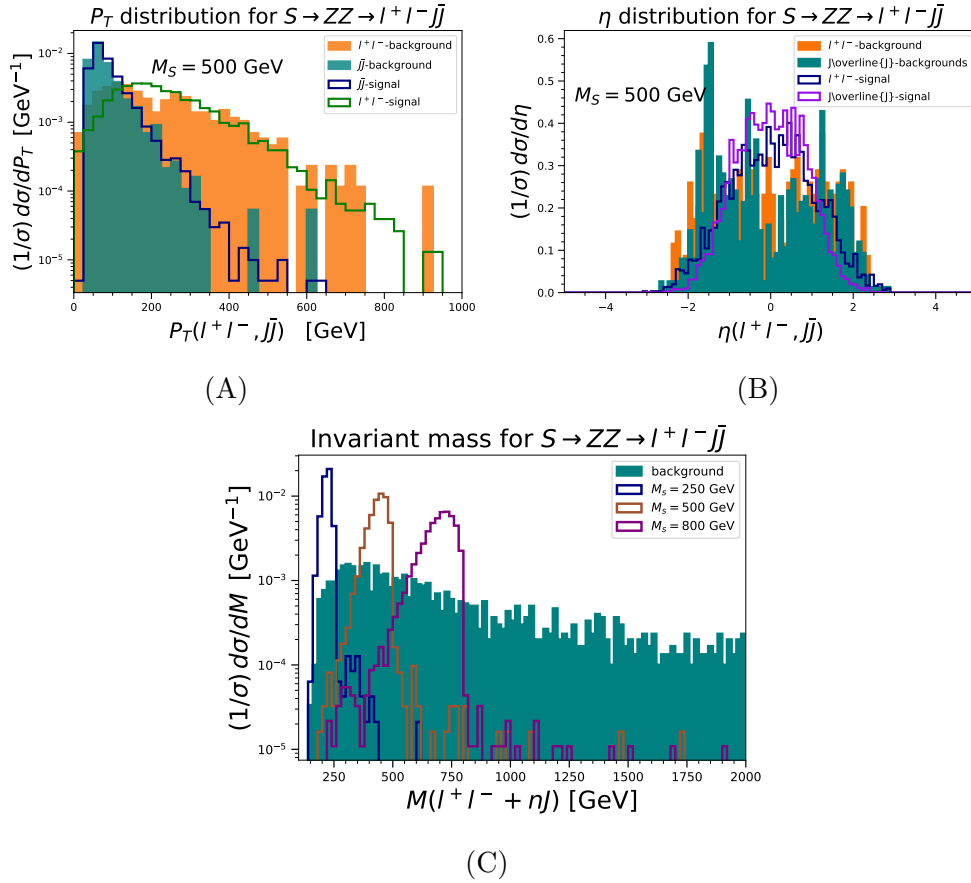 P_T distribution for S → ZZ → l⁺l⁻JJ̄
(1/σ) dσ/dP_T [GeV⁻¹]
10⁻²
10⁻³
10⁻⁴
10⁻⁵
M_S = 500 GeV
l⁺l⁻-background
JJ̄-background
JJ̄-signal
l⁺l⁻-signal
0 200 400 600 800 1000
P_T(l⁺l⁻, JJ̄) [GeV]
(A)
η distribution for S → ZZ → l⁺l⁻JJ̄
(1/σ) dσ/dη
0.6
0.5
0.4
0.3
0.2
0.1
0.0
M_S = 500 GeV
l⁺l⁻-background
J\overline{J}-backgrounds
l⁺l⁻-signal
J\overline{J}-signal
−4 −2 0 2 4
η(l⁺l⁻, JJ̄)
(B)
Invariant mass for S → ZZ → l⁺l⁻JJ̄
(1/σ) dσ/dM [GeV⁻¹]
10⁻²
10⁻³
10⁻⁴
10⁻⁵
background
M_s = 250 GeV
M_s = 500 GeV
M_s = 800 GeV
250 500 750 1000 1250 1500 1750 2000
M(l⁺l⁻ + nJ) [GeV]
(C)